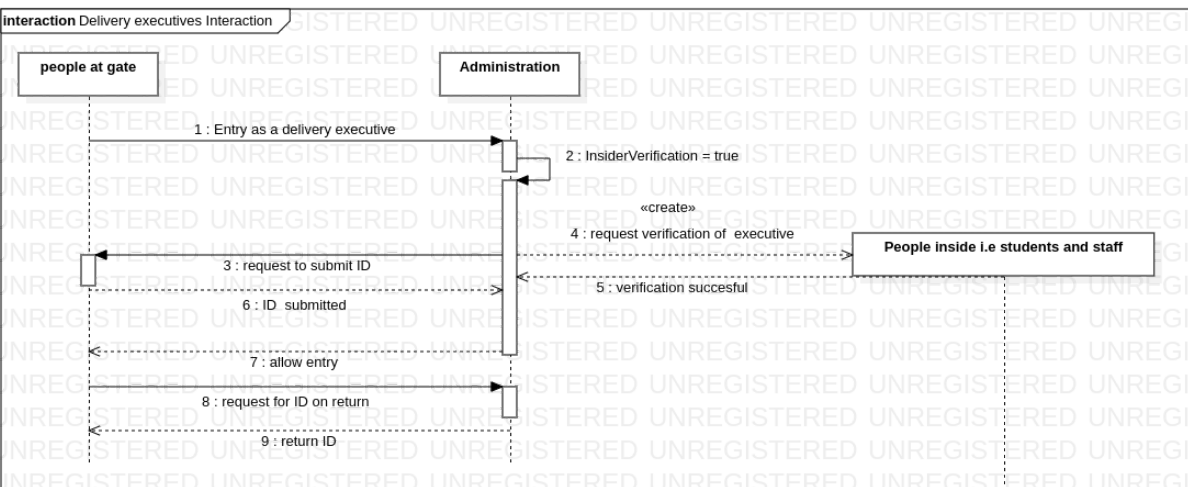 interaction Delivery executives Interaction
people at gate
Administration
1 : Entry as a delivery executive
2 : InsiderVerification = true
«create»
4 : request verification of  executive
People inside i.e students and staff
3 : request to submit ID
5 : verification succesful
6 : ID  submitted
7 : allow entry
8 : request for ID on return
9 : return ID
UNREGISTERED